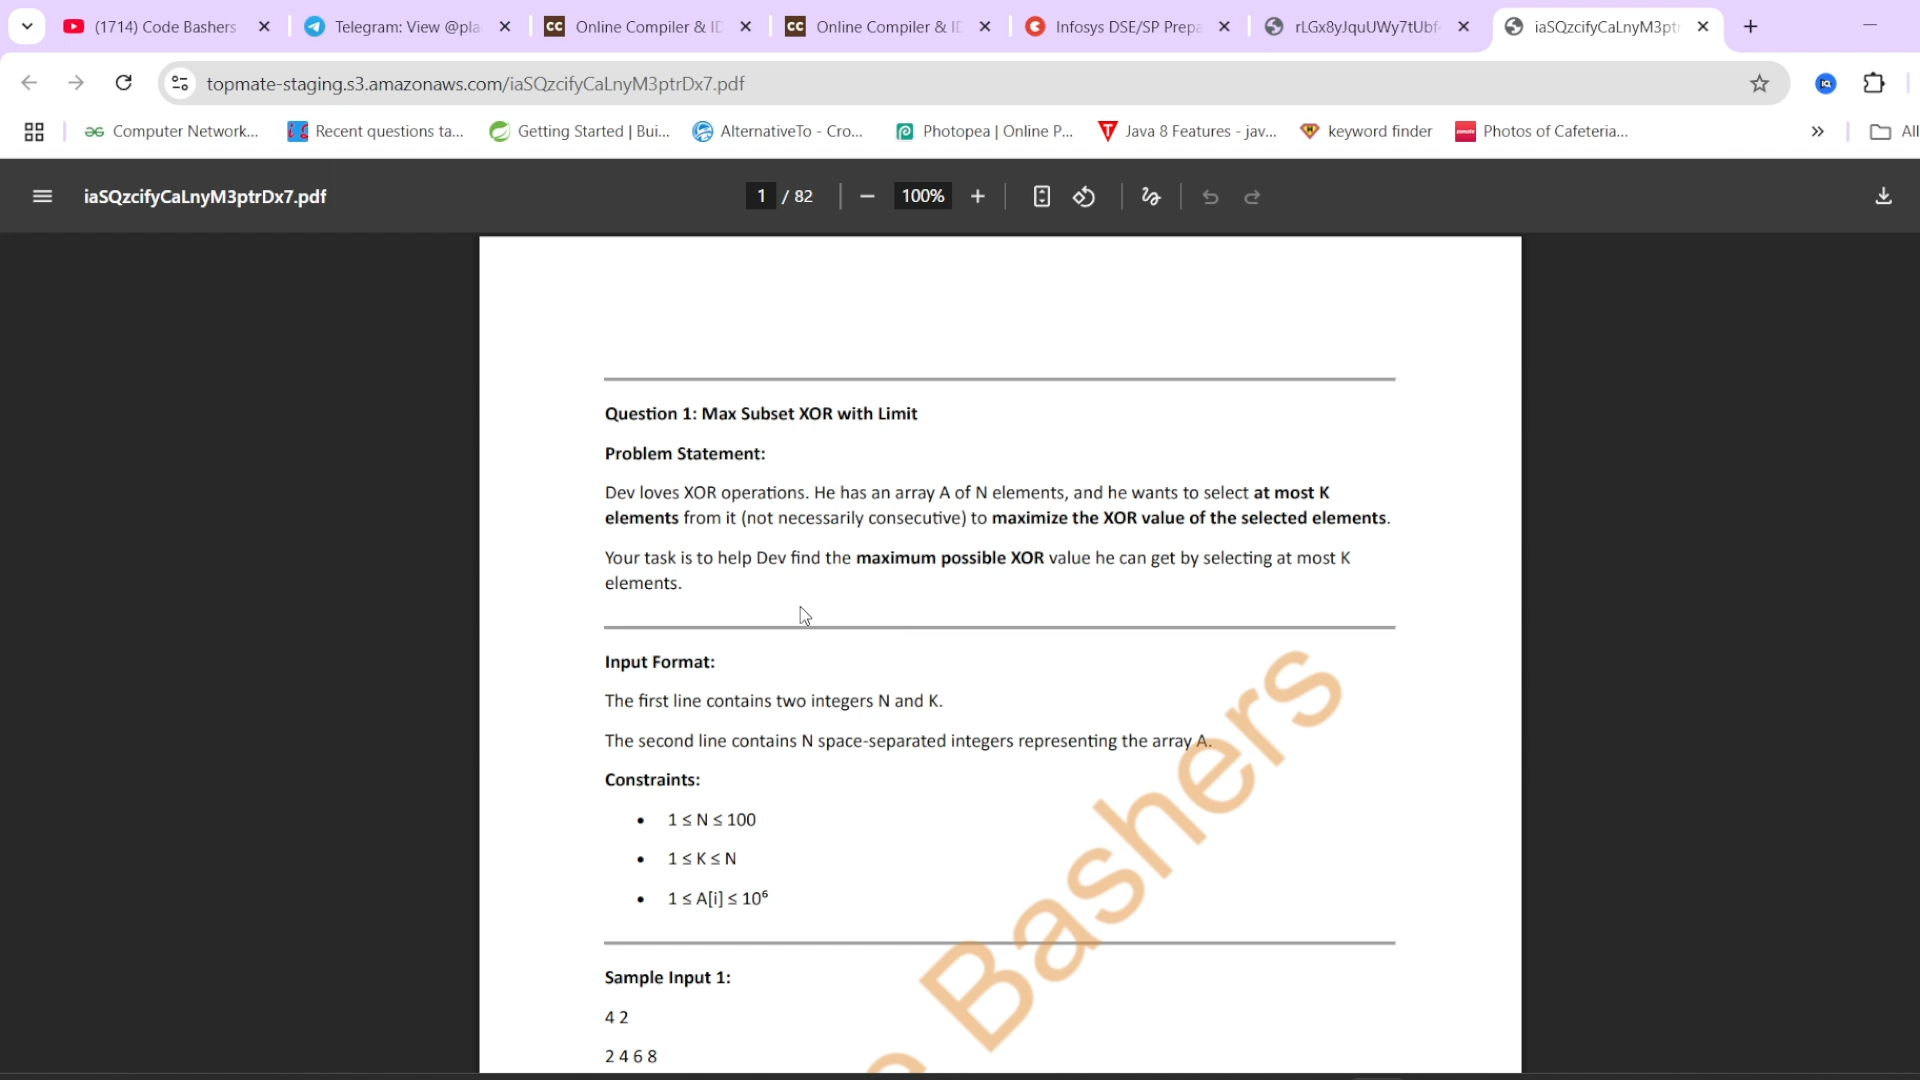 (1714) Code Bashers
Telegram: View @pla
Online Compiler & ID
Online Compiler & ID
Infosys DSE/SP Prepa
rLGx8yJquUWy7tUbf
iaSQzcifyCaLnyM3ptr
topmate-staging.s3.amazonaws.com/iaSQzcifyCaLnyM3ptrDx7.pdf
Computer Network...
Recent questions ta...
Getting Started | Bui...
AlternativeTo - Cro...
Photopea | Online P...
Java 8 Features - jav...
keyword finder
Photos of Cafeteria...
»
All
iaSQzcifyCaLnyM3ptrDx7.pdf
1 / 82
100%
Question 1: Max Subset XOR with Limit
Problem Statement:
Dev loves XOR operations. He has an array A of N elements, and he wants to select at most K
elements from it (not necessarily consecutive) to maximize the XOR value of the selected elements.
Your task is to help Dev find the maximum possible XOR value he can get by selecting at most K
elements.
Input Format:
The first line contains two integers N and K.
The second line contains N space-separated integers representing the array A.
Constraints:
• 1 ≤ N ≤ 100
• 1 ≤ K ≤ N
• 1 ≤ A[i] ≤ 10⁶
Sample Input 1:
4 2
2 4 6 8
Bashers